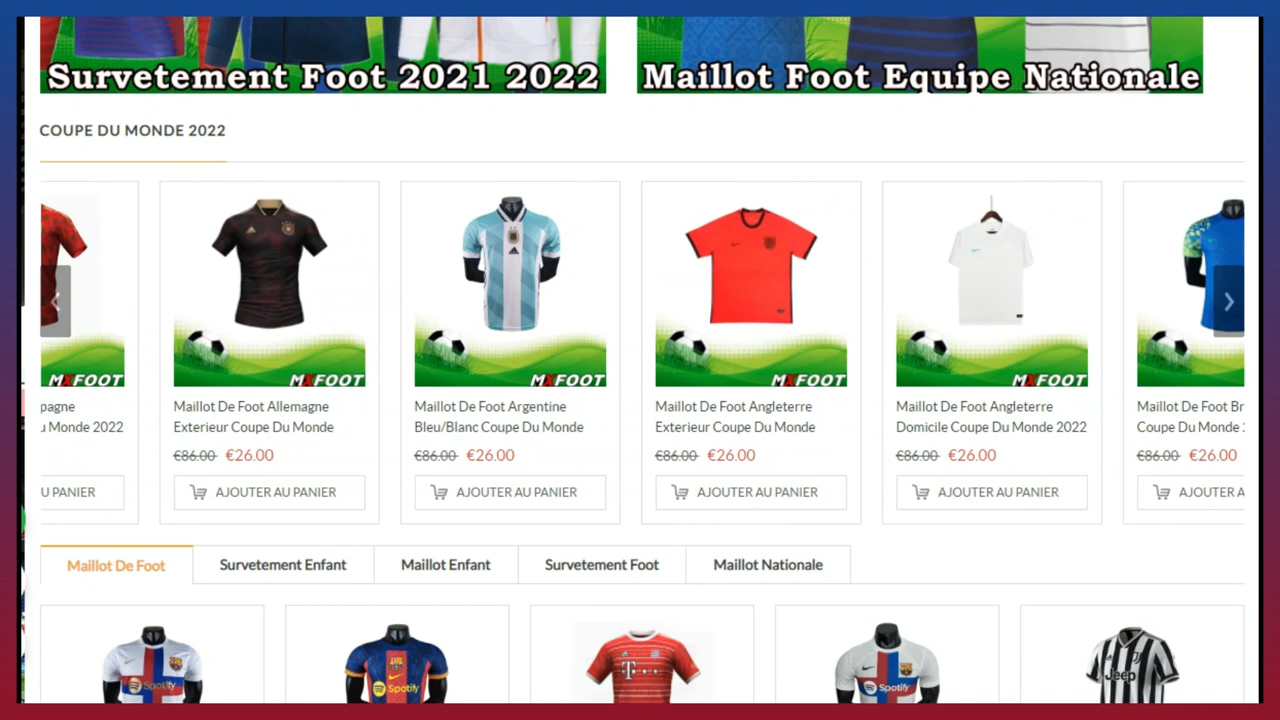 Survetement Foot 2021 2022
Maillot Foot Equipe Nationale
COUPE DU MONDE 2022
MXFOOT
MXFOOT
MXFOOT
MXFOOT
MXFOOT
pagne
u Monde 2022
U PANIER
Maillot De Foot Allemagne
Exterieur Coupe Du Monde
€86.00 €26.00
AJOUTER AU PANIER
Maillot De Foot Argentine
Bleu/Blanc Coupe Du Monde
€86.00 €26.00
AJOUTER AU PANIER
Maillot De Foot Angleterre
Exterieur Coupe Du Monde
€86.00 €26.00
AJOUTER AU PANIER
Maillot De Foot Angleterre
Domicile Coupe Du Monde 2022
€86.00 €26.00
AJOUTER AU PANIER
Maillot De Foot Br
Coupe Du Monde
€86.00 €26.00
AJOUTER A
Maillot De Foot
Survetement Enfant
Maillot Enfant
Survetement Foot
Maillot Nationale
Spotify
Spotify
T
Spotify
Jeep